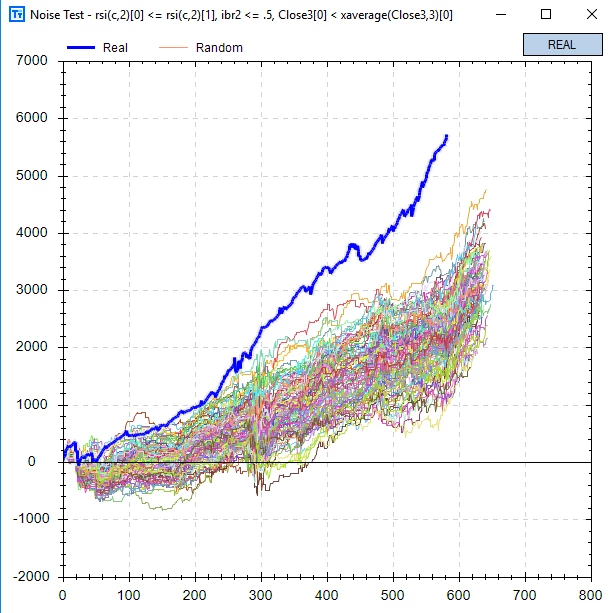 Noise Test - rsi(c,2)[0] <= rsi(c,2)[1], ibr2 <= .5, Close3[0] < xaverage(Close3,3)[0]
Real Random
REAL
7000
6000
5000
4000
3000
2000
1000
0
-1000
-2000
0 100 200 300 400 500 600 700 800